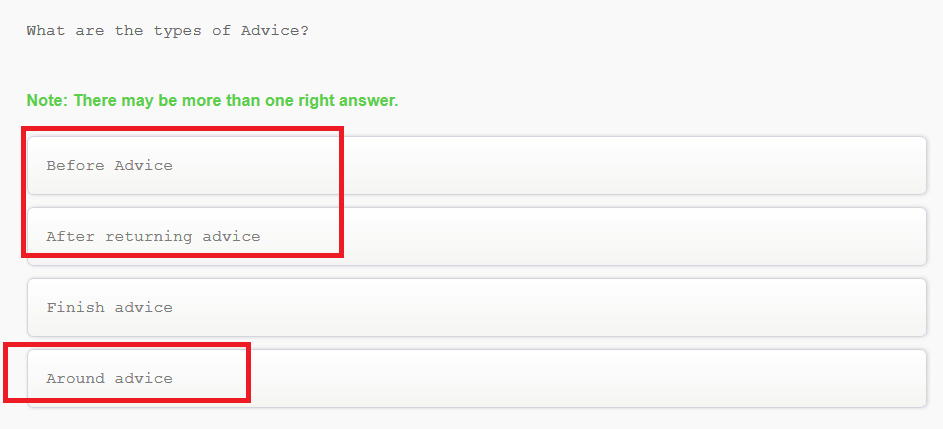 What are the types of Advice?
Note: There may be more than one right answer.
Before Advice
After returning advice
Finish advice
Around advice